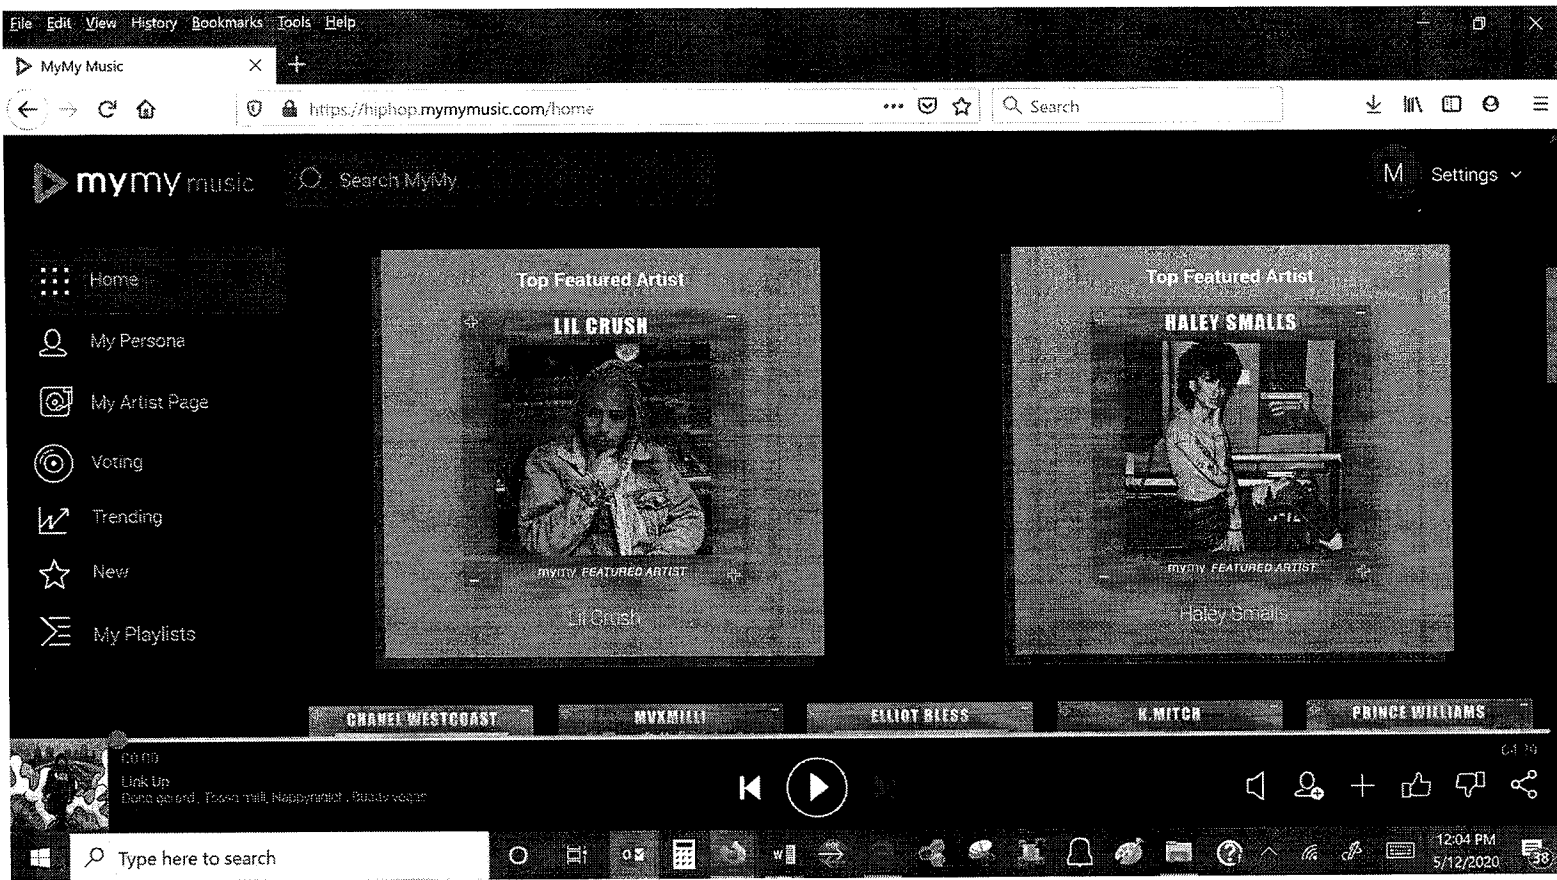 File Edit View History Bookmarks Tools Help
MyMy Music
https://hiphop.mymymusic.com/home
Search
mymy music
Search MyMy
M Settings
Home
My Persona
My Artist Page
Voting
Trending
New
My Playlists
Top Featured Artist
LIL CRUSH
mymy FEATURED ARTIST
Lil Crush
Top Featured Artist
HALEY SMALLS
mymy FEATURED ARTIST
Haley Smalls
CHANEL WESTCOAST
MVXMILLI
ELLIOT BLESS
K.MITCH
PRINCE WILLIAMS
00:00
Link Up
Type here to search
12:04 PM
5/12/2020
38